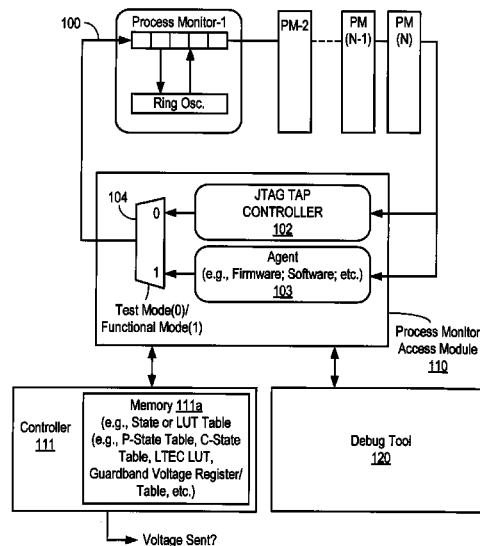 100
Process Monitor-1
Ring Osc.
PM-2
PM
(N-1)
PM
(N)
104
0
1
JTAG TAP
CONTROLLER
102
Agent
(e.g., Firmware; Software; etc.)
103
Test Mode(0)/
Functional Mode(1)
Process Monitor
Access Module
110
Controller
111
Memory 111a
(e.g., State or LUT Table
(e.g., P-State Table, C-State
Table, LTEC LUT,
Guardband Voltage Register/
Table, etc.)
Debug Tool
120
Voltage Sent?